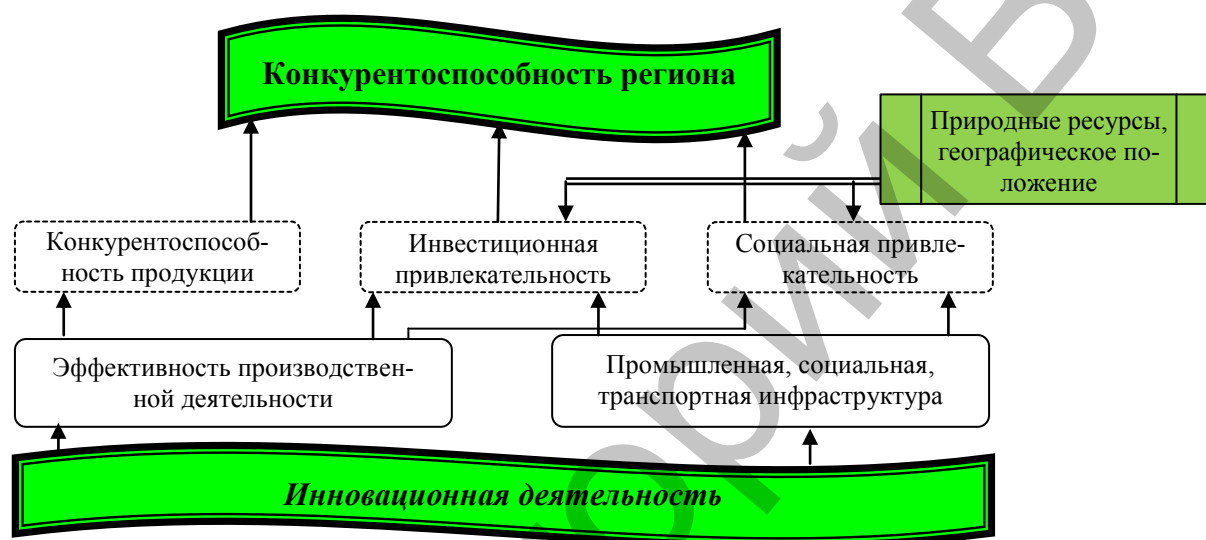 Конкурентоспособность региона
Природные ресурсы,
географическое по-
ложение
Конкурентоспособ-
ность продукции
Инвестиционная
привлекательность
Социальная привле-
кательность
Эффективность производствен-
ной деятельности
Промышленная, социальная,
транспортная инфраструктура
Инновационная деятельность